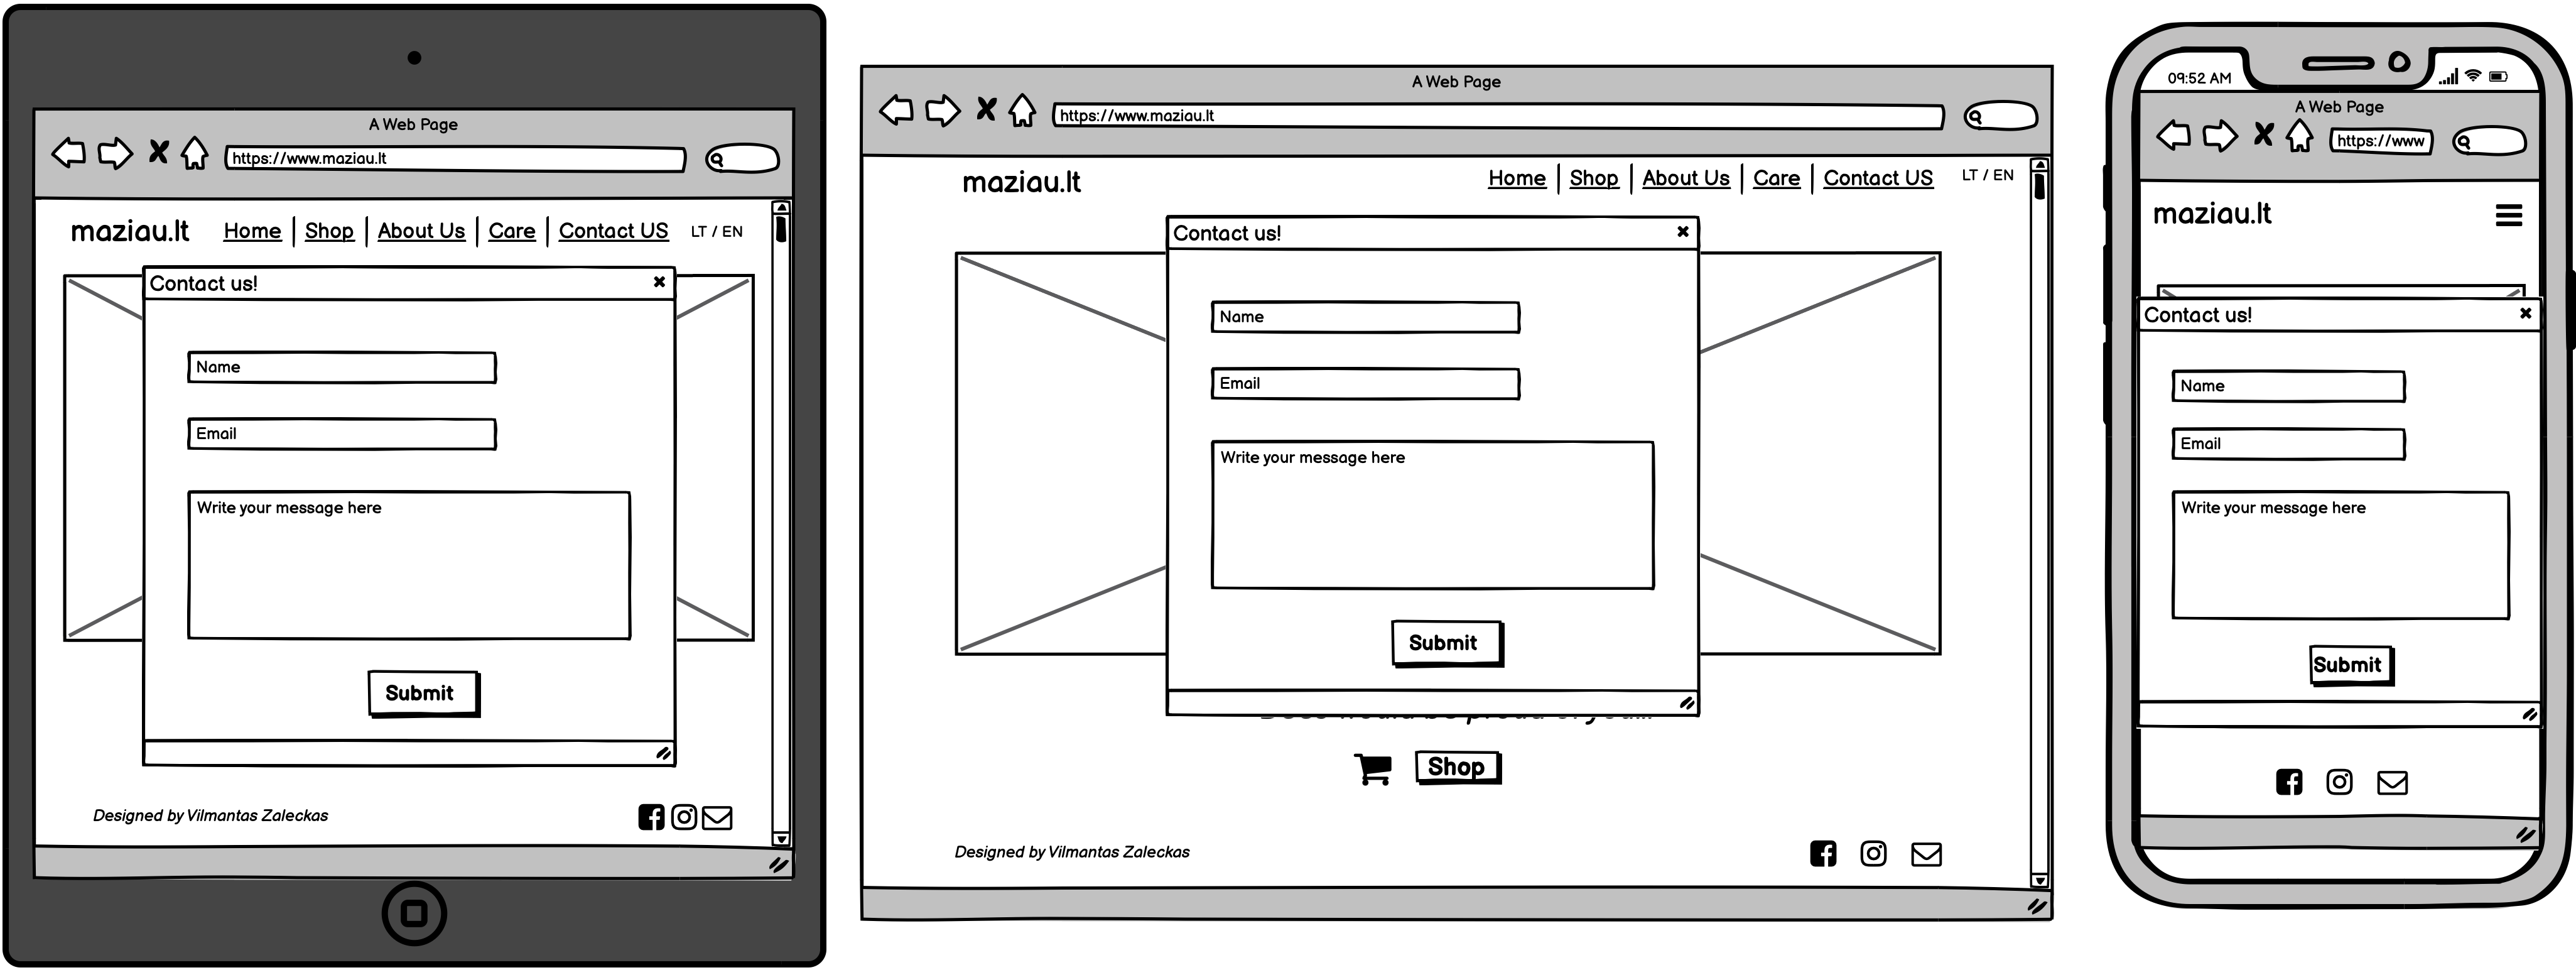 A Web Page
https://www.maziau.lt
maziau.lt Home Shop About Us Care Contact US LT / EN
Contact us!
Name
Email
Write your message here
Submit
Designed by Vilmantas Zaleckas
A Web Page
https://www.maziau.lt
maziau.lt Home Shop About Us Care Contact US LT / EN
Contact us!
Name
Email
Write your message here
Submit
Shop
Designed by Vilmantas Zaleckas
09:52 AM
A Web Page
https://www
maziau.lt
Contact us!
Name
Email
Write your message here
Submit